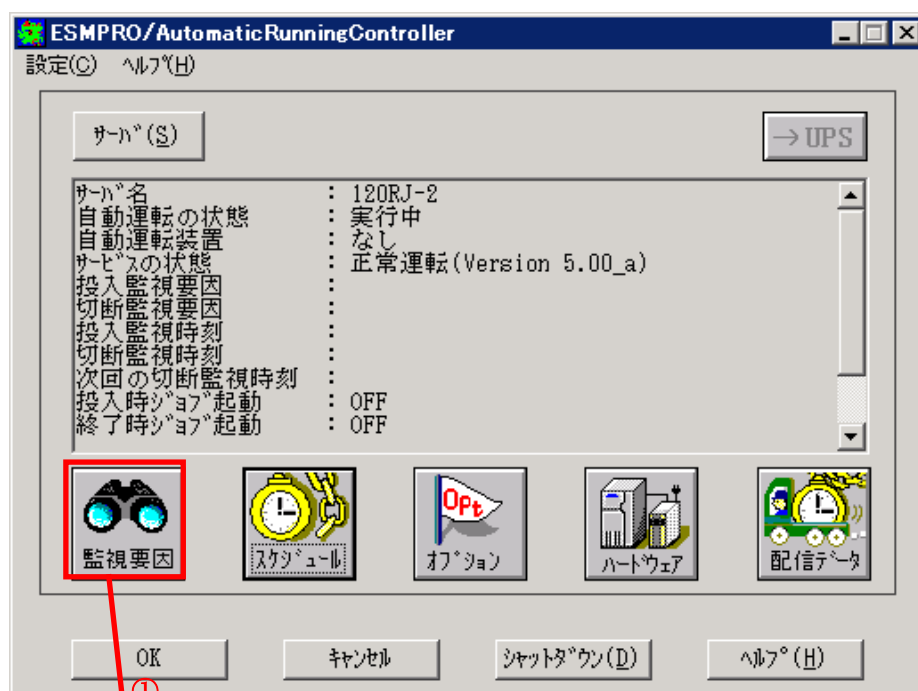 ESMPRO/AutomaticRunningController
設定(C) ﾍﾙﾌﾟ(H)
ｻｰﾊﾞ(S)
→UPS
ｻｰﾊﾞ名 : 120RJ-2
自動運転の状態 : 実行中
自動運転装置 : なし
ｻｰﾋﾞｽの状態 : 正常運転(Version 5.00_a)
投入監視要因 :
切断監視要因 :
投入監視時刻 :
切断監視時刻 :
次回の切断監視時刻 :
投入時ｼﾞｮﾌﾞ起動 : OFF
終了時ｼﾞｮﾌﾞ起動 : OFF
監視要因
ｽｹｼﾞｭｰﾙ
Opt
ｵﾌﾟｼｮﾝ
ﾊｰﾄﾞｳｪｱ
配信ﾃﾞｰﾀ
OK
ｷｬﾝｾﾙ
ｼｬｯﾄﾀﾞｳﾝ(D)
ﾍﾙﾌﾟ(H)
①